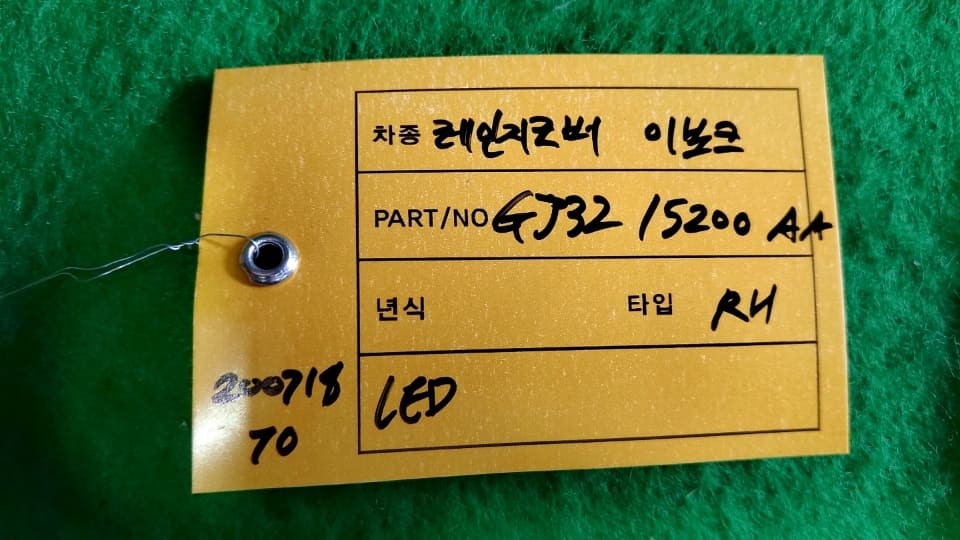 차종 레인지로버 이보크
PART/NO GJ32 15200 AA
년식 타입 RH
LED
200718
70